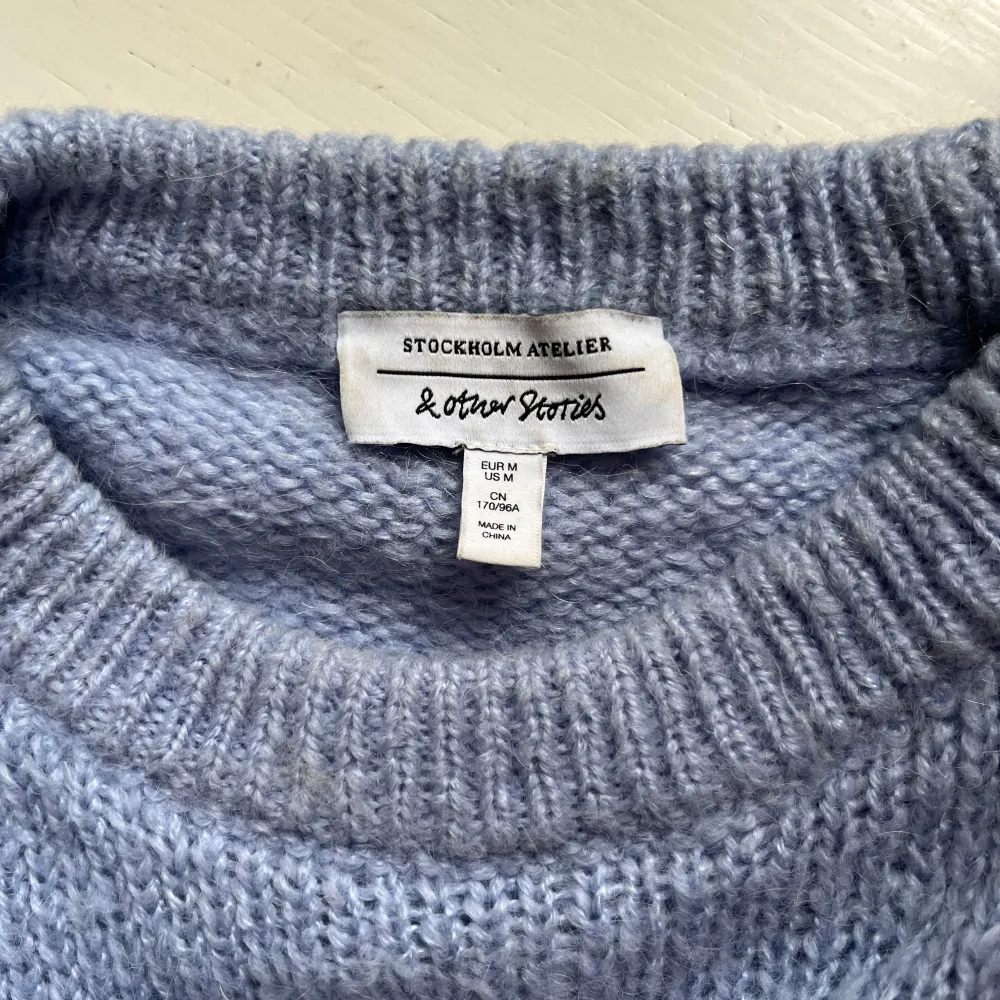 STOCKHOLM ATELIER
& other Stories
EUR M
US M
CN
170/96A
MADE IN
CHINA